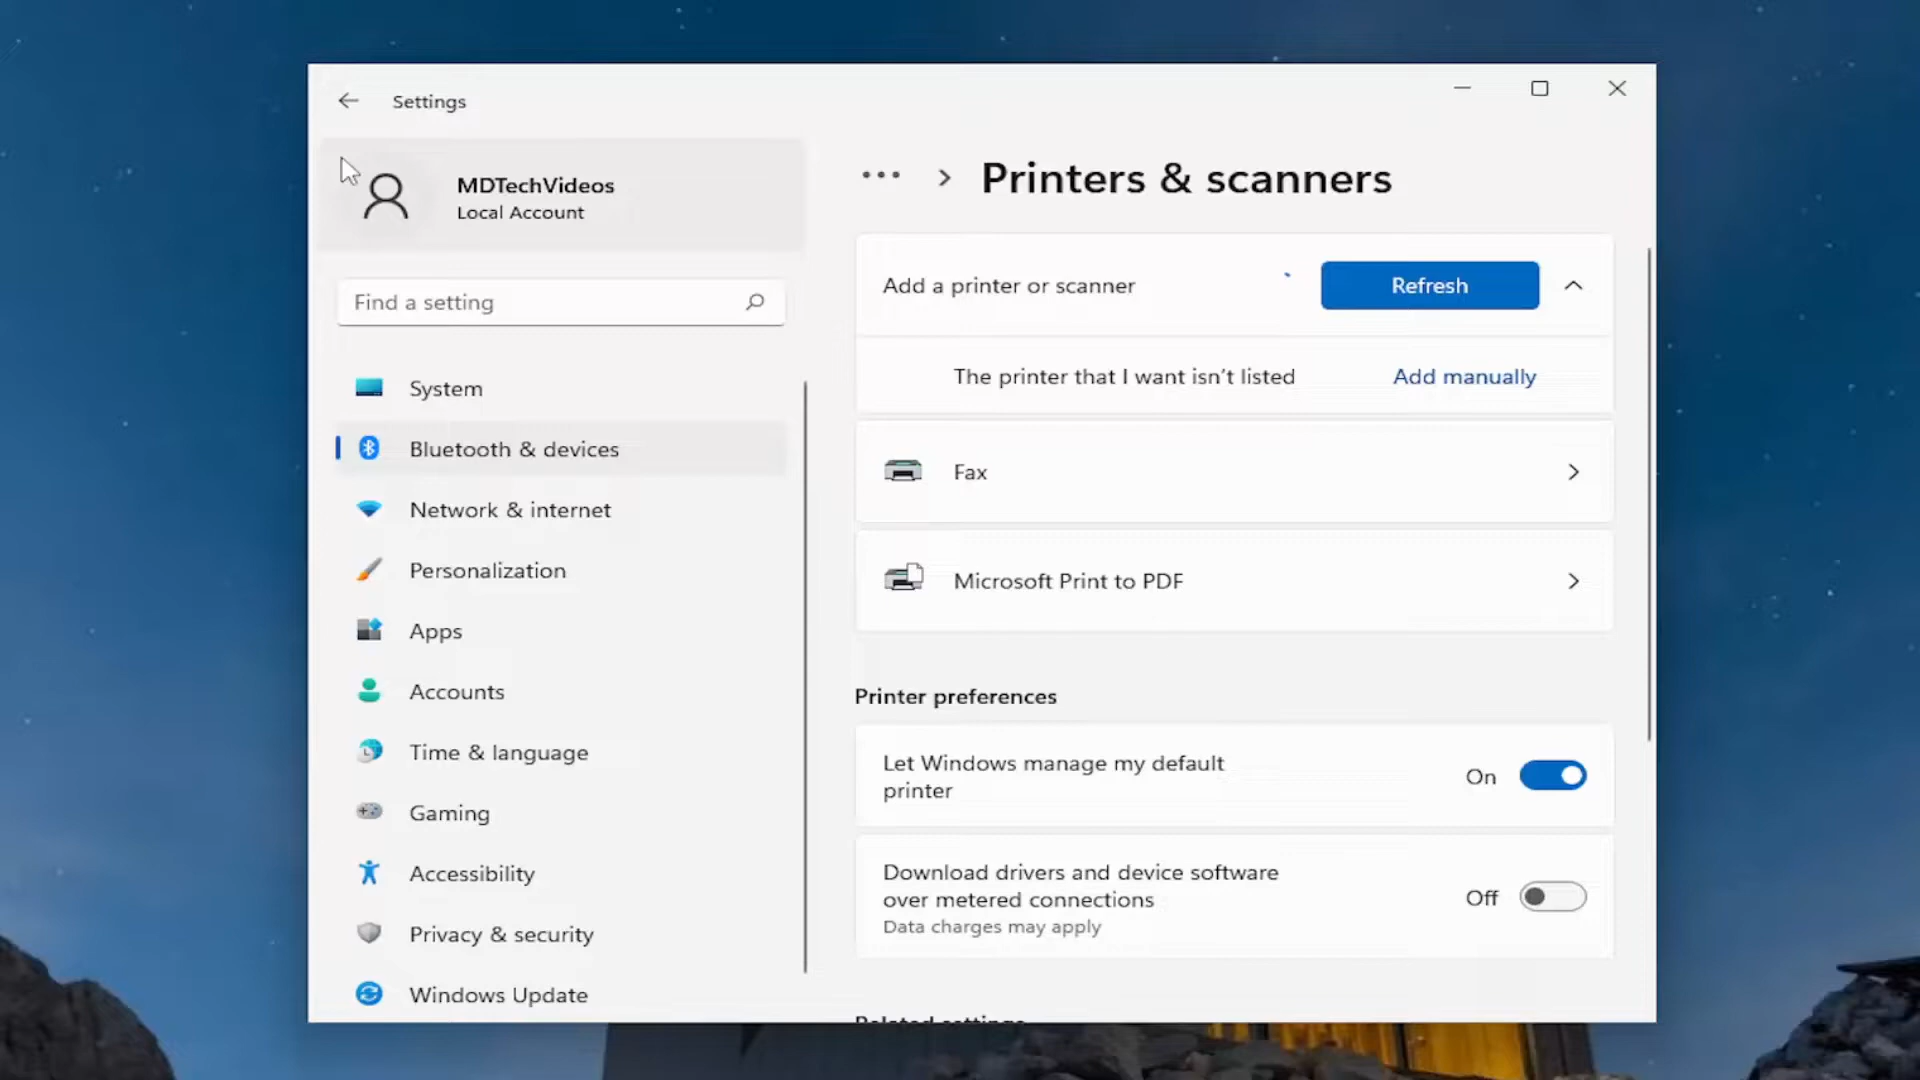 Settings
MDTechVideos
Local Account
Find a setting
System
Bluetooth & devices
Network & internet
Personalization
Apps
Accounts
Time & language
Gaming
Accessibility
Privacy & security
Windows Update
... > Printers & scanners
Add a printer or scanner
Refresh
The printer that I want isn’t listed
Add manually
Fax
Microsoft Print to PDF
Printer preferences
Let Windows manage my default
printer
On
Download drivers and device software
over metered connections
Data charges may apply
Off
Related settings